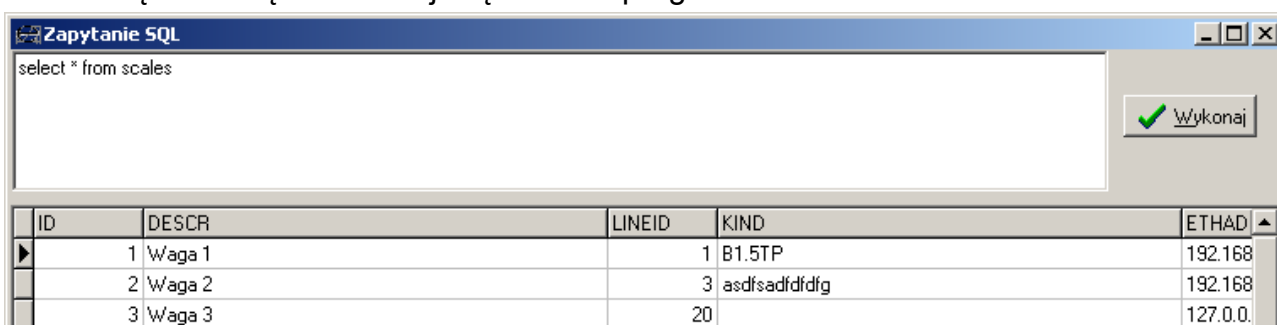 Zapytanie SQL
select * from scales
Wykonaj
ID DESCR LINEID KIND ETHAD
1 Waga 1 1 B1.5TP 192.168
2 Waga 2 3 asdfsadfdfdfg 192.168
3 Waga 3 20 127.0.0.